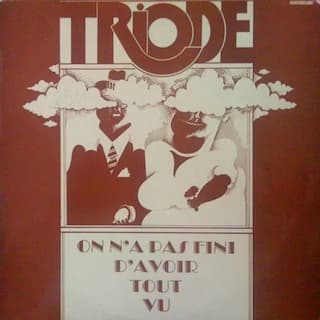 TRIODE
ON N'A PAS FINI
D'AVOIR
TOUT
VU